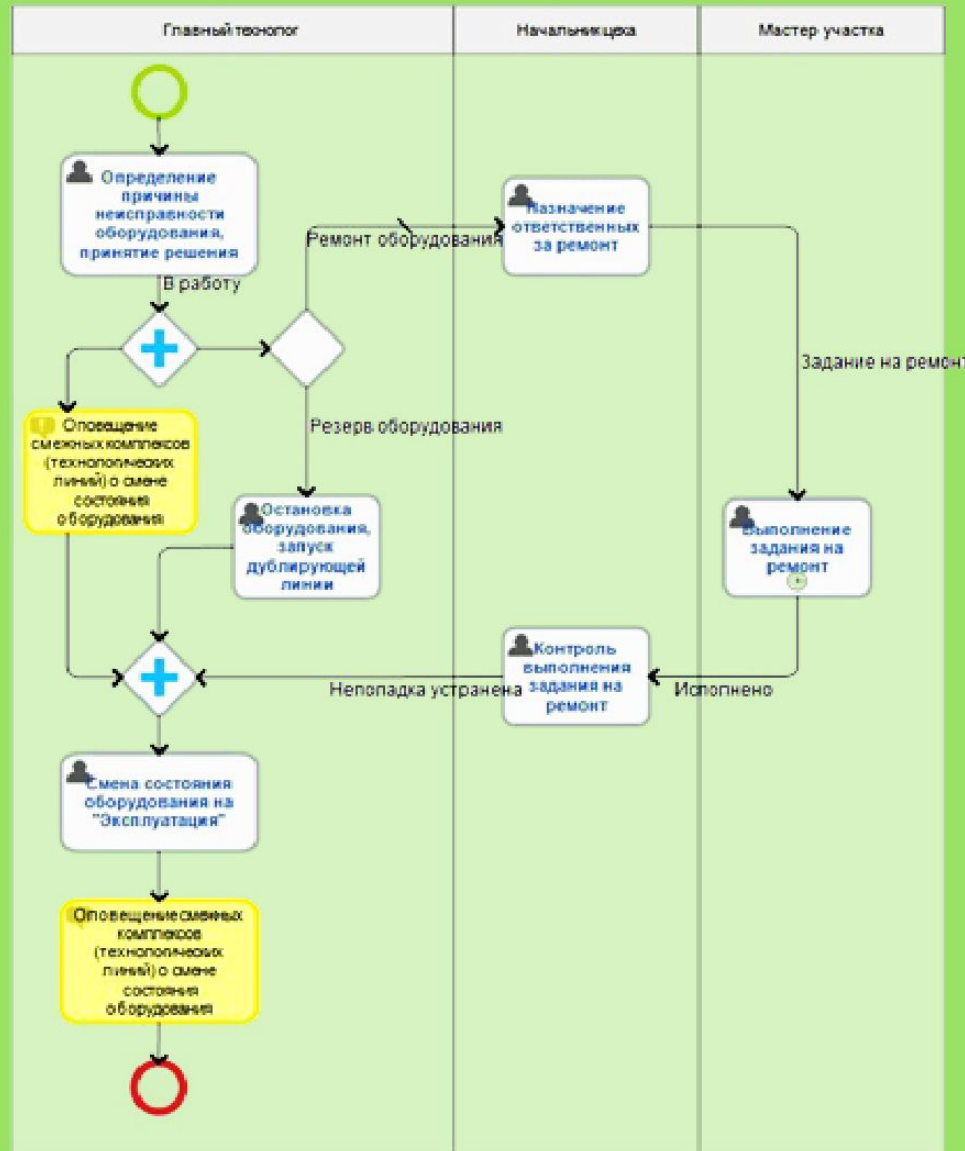 Главный технолог
Начальник цеха
Мастер участка
Определение
причины
неисправности
оборудования,
принятие решения
В работу
Ремонт оборудования
Назначение
ответственных
за ремонт
Задание на ремонт
Оповещение
смежных комплексов
(технологических
линий) о смене
состояния
оборудования
Резерв оборудования
Остановка
оборудования,
запуск
дублирующей
линии
Выполнение
задания на
ремонт
Контроль
выполнения
задания на
ремонт
Исполнено
Неполадка устранена
Смена состояния
оборудования на
"Эксплуатация"
Оповещение смежных
комплексов
(технологических
линий) о смене
состояния
оборудования